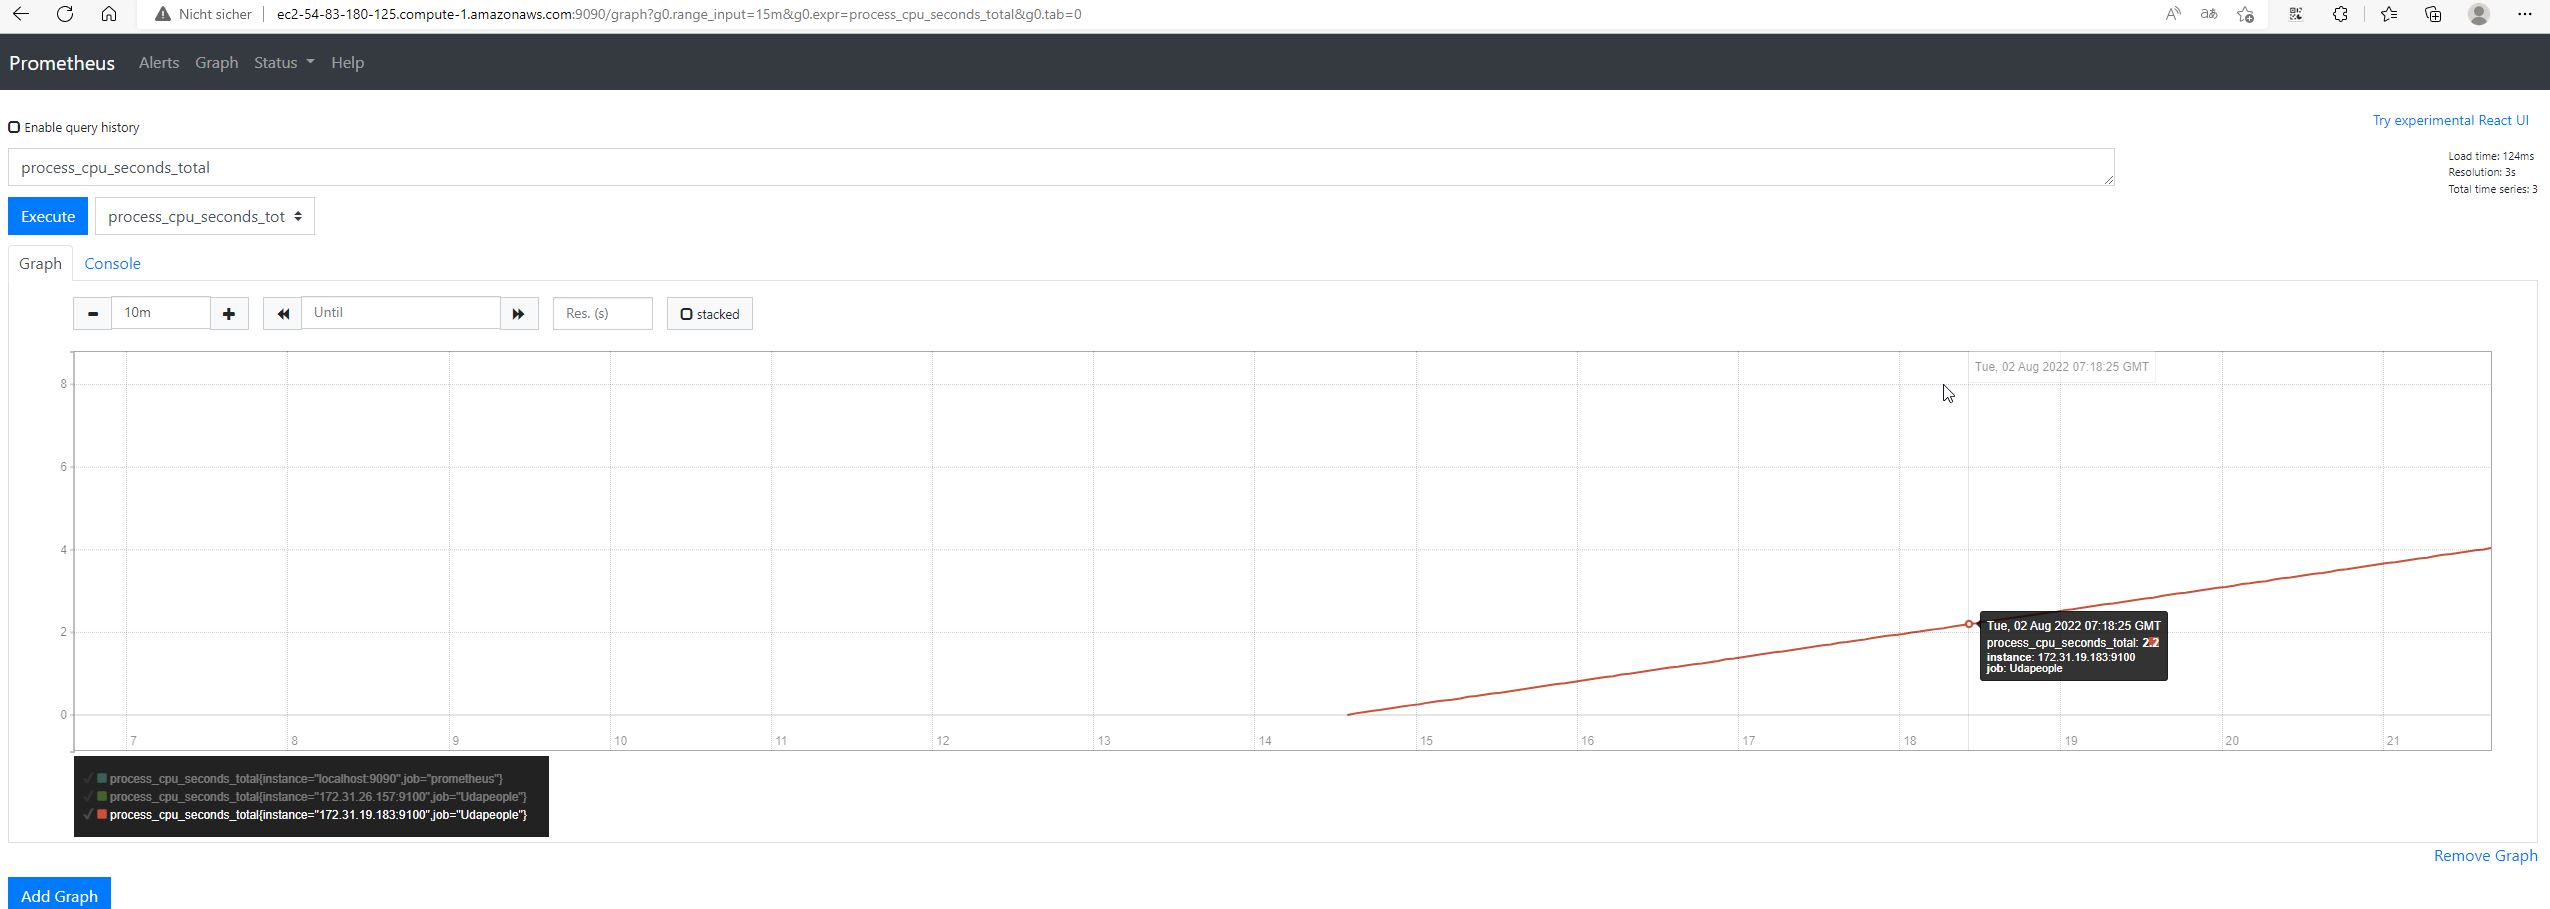 Nicht sicher ec2-54-83-180-125.compute-1.amazonaws.com:9090/graph?g0.range_input=15m&g0.expr=process_cpu_seconds_total&g0.tab=0
Prometheus Alerts Graph Status Help
Enable query history
Try experimental React UI
process_cpu_seconds_total
Load time: 124ms
Resolution: 3s
Total time series: 3
Execute process_cpu_seconds_tot
Graph Console
10m Until Res. (s) stacked
Tue, 02 Aug 2022 07:18:25 GMT
8
6
4
2
0
Tue, 02 Aug 2022 07:18:25 GMT
process_cpu_seconds_total: 2.2
instance: 172.31.19.183:9100
job: Udapeople
7 8 9 10 11 12 13 14 15 16 17 18 19 20 21
process_cpu_seconds_total{instance="localhost:9090",job="prometheus"}
process_cpu_seconds_total{instance="172.31.26.157:9100",job="Udapeople"}
process_cpu_seconds_total{instance="172.31.19.183:9100",job="Udapeople"}
Remove Graph
Add Graph